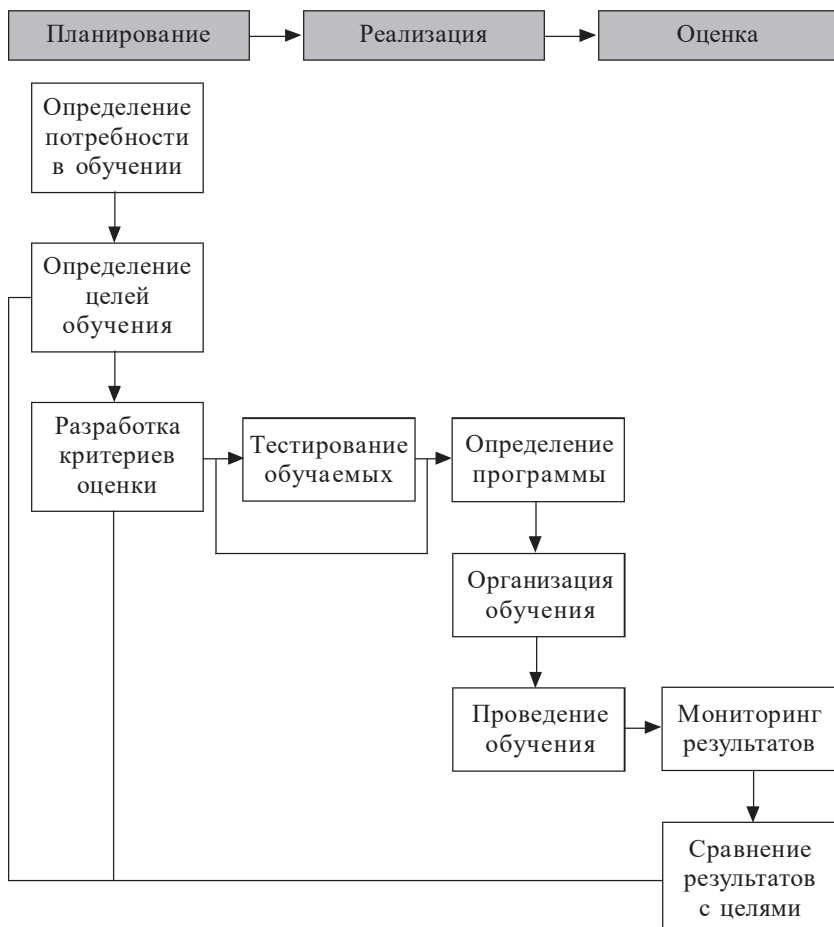 Планирование
Реализация
Оценка
Определение
потребности
в обучении
Определение
целей
обучения
Разработка
критериев
оценки
Тестирование
обучаемых
Определение
программы
Организация
обучения
Проведение
обучения
Мониторинг
результатов
Сравнение
результатов
с целями